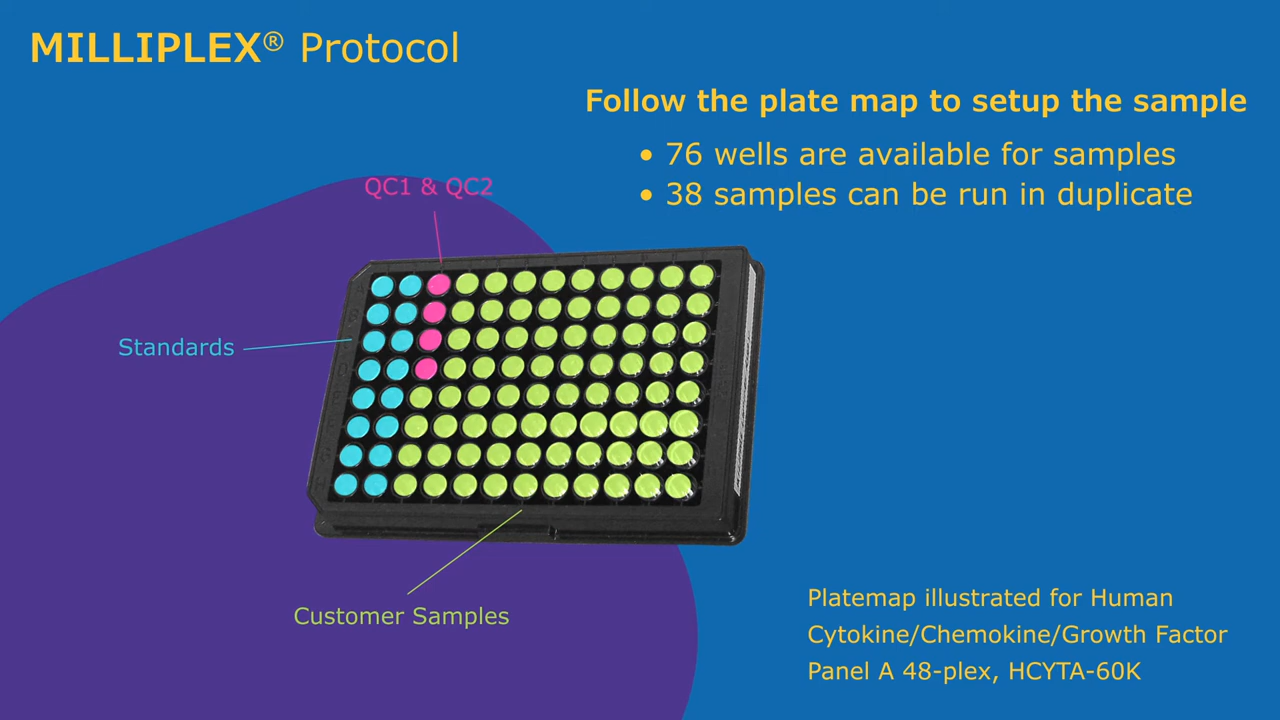 MILLIPLEX® Protocol
Follow the plate map to setup the sample
• 76 wells are available for samples
• 38 samples can be run in duplicate
QC1 & QC2
Standards
Customer Samples
Platemap illustrated for Human
Cytokine/Chemokine/Growth Factor
Panel A 48-plex, HCYTA-60K